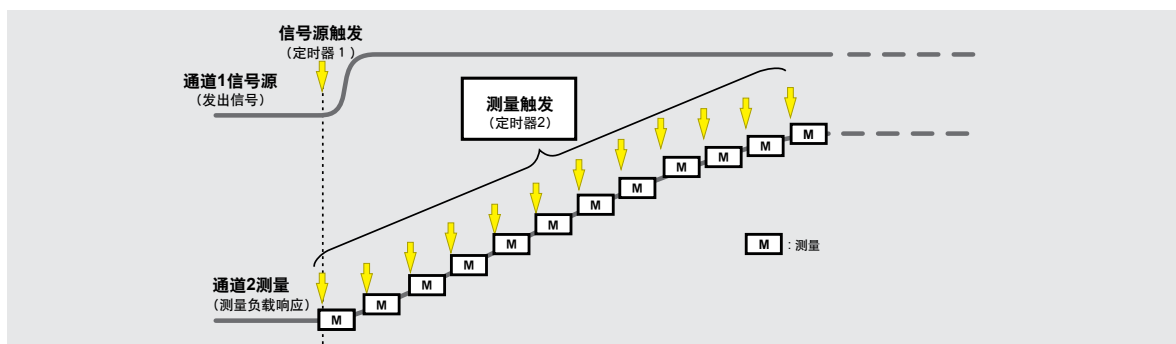 信号源触发
（定时器 1 ）
通道1信号源
（发出信号）
测量触发
（定时器2）
M
M
M
M
M
M
M
M
M
M
M
M
M : 测量
通道2测量
（测量负载响应）